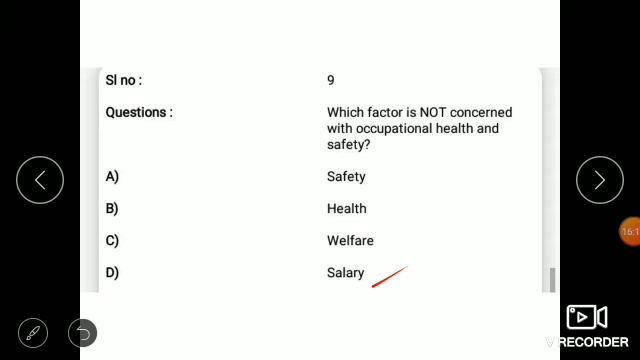 Sl no : 9
Questions : Which factor is NOT concerned
with occupational health and
safety?
A) Safety
B) Health
C) Welfare
D) Salary
16:1
V RECORDER